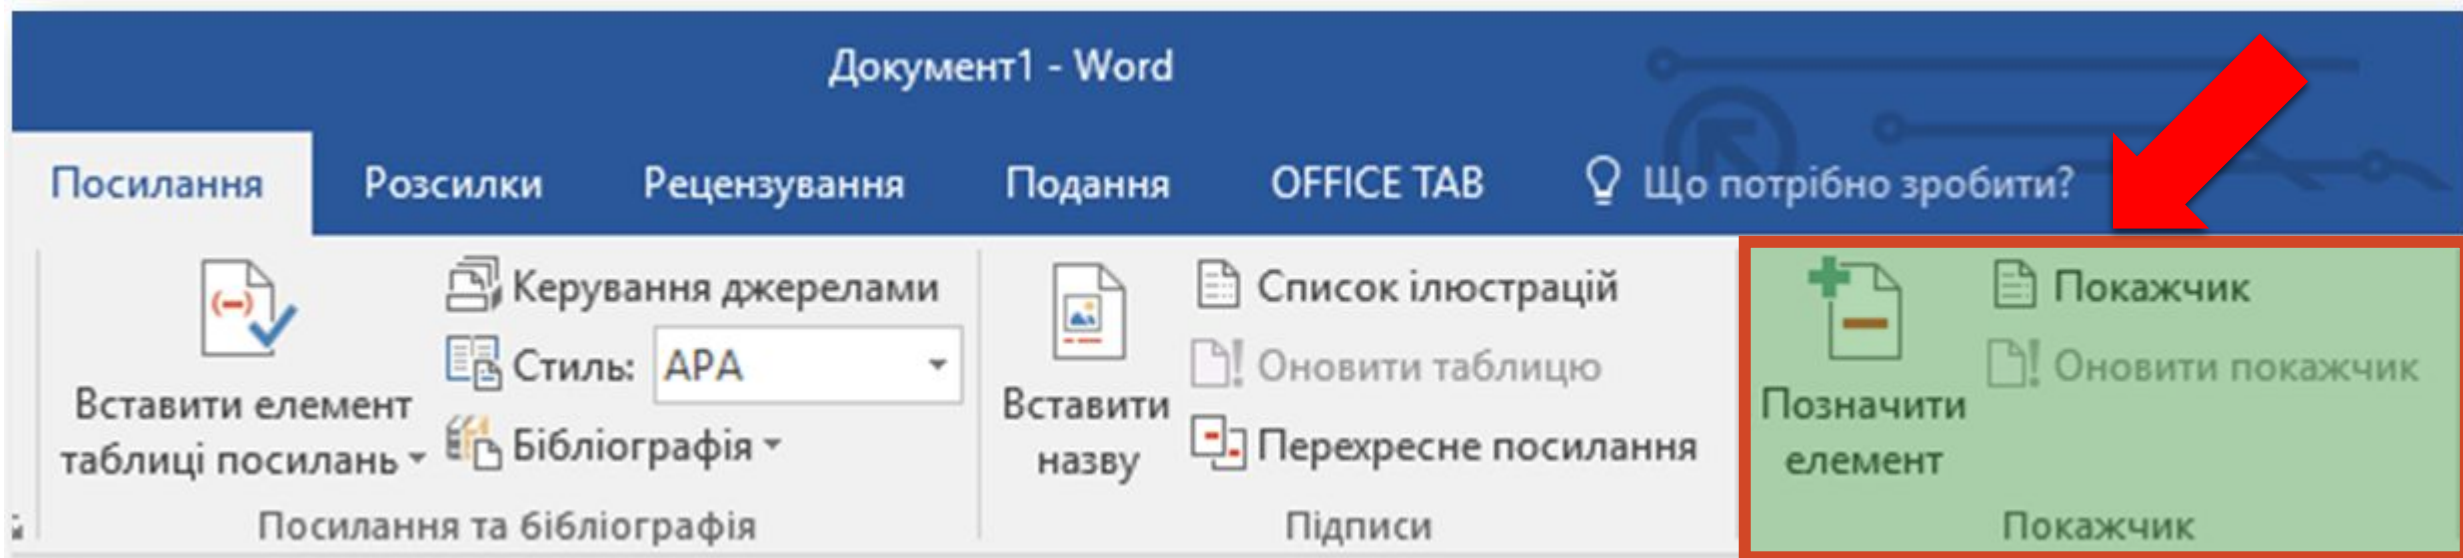 Документ1 - Word
Посилання Розсилки Рецензування Подання OFFICE TAB Що потрібно зробити?
Вставити елемент
таблиці посилань
Керування джерелами
Стиль: APA
Бібліографія
Посилання та бібліографія
Вставити
назву
Список ілюстрацій
Оновити таблицю
Перехресне посилання
Підписи
Позначити
елемент
Покажчик
Оновити покажчик
Покажчик